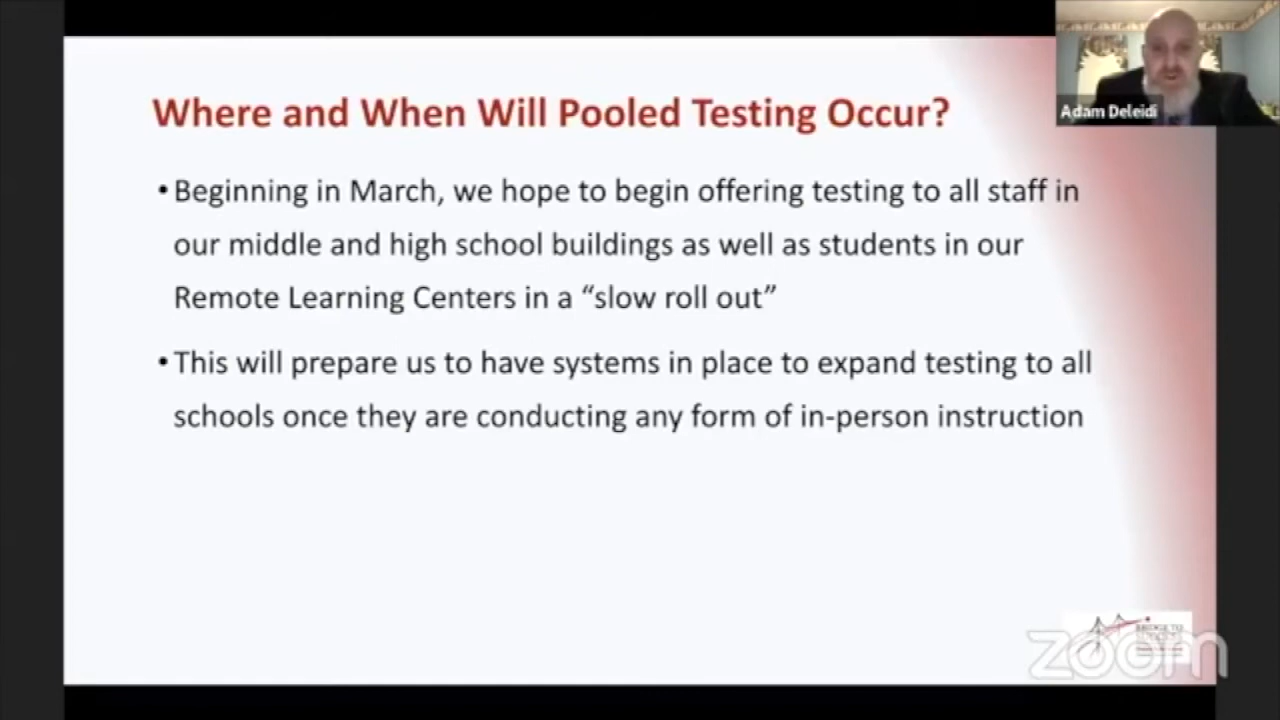 Where and When Will Pooled Testing Occur?
Adam Deleidi
• Beginning in March, we hope to begin offering testing to all staff in
our middle and high school buildings as well as students in our
Remote Learning Centers in a “slow roll out”
• This will prepare us to have systems in place to expand testing to all
schools once they are conducting any form of in-person instruction
zoom